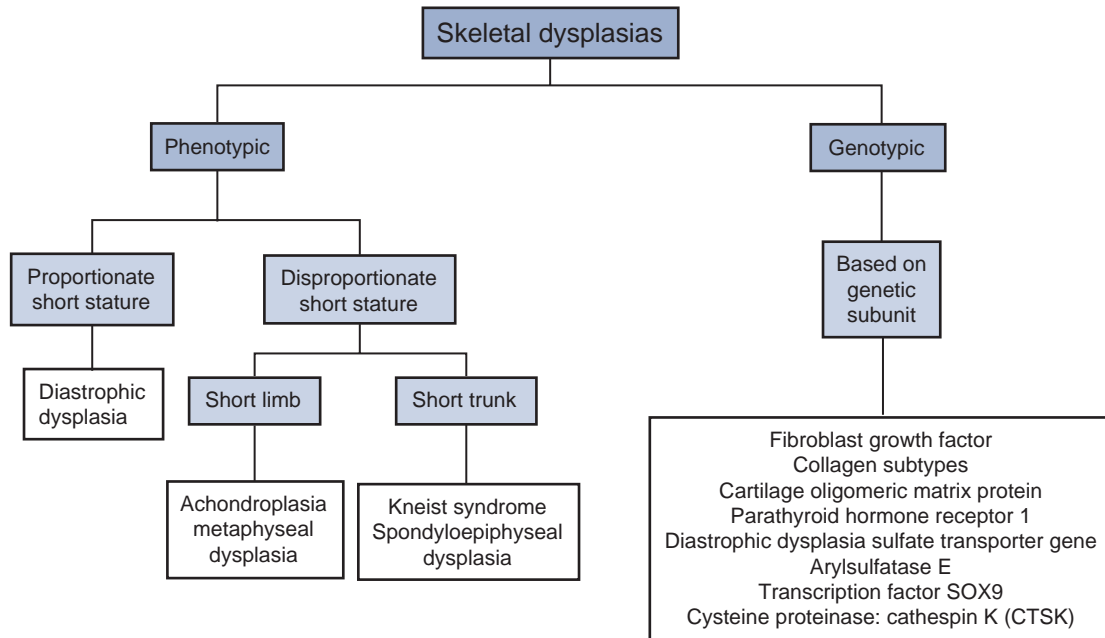 Skeletal dysplasias
Phenotypic
Genotypic
Proportionate
short stature
Disproportionate
short stature
Based on
genetic
subunit
Diastrophic
dysplasia
Short limb
Short trunk
Achondroplasia
metaphyseal
dysplasia
Kneist syndrome
Spondyloepiphyseal
dysplasia
Fibroblast growth factor
Collagen subtypes
Cartilage oligomeric matrix protein
Parathyroid hormone receptor 1
Diastrophic dysplasia sulfate transporter gene
Arylsulfatase E
Transcription factor SOX9
Cysteine proteinase: cathespin K (CTSK)